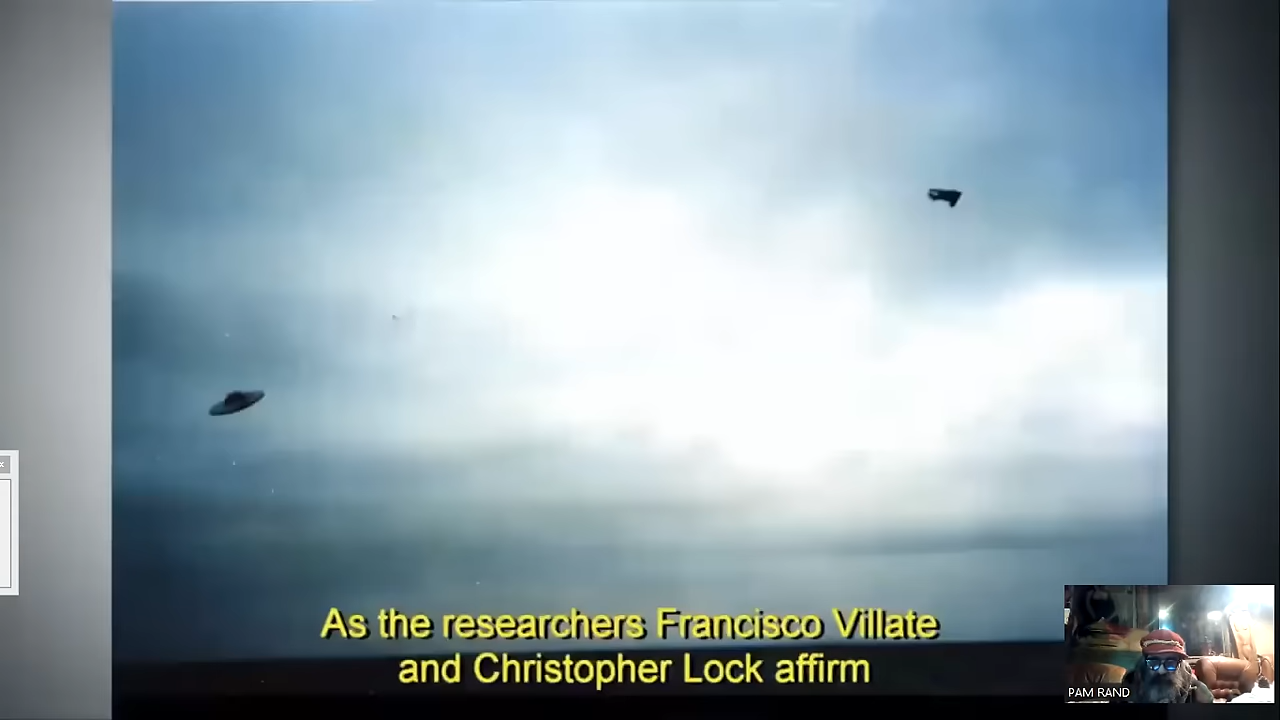 As the researchers Francisco Villate
and Christopher Lock affirm
PAM RAND